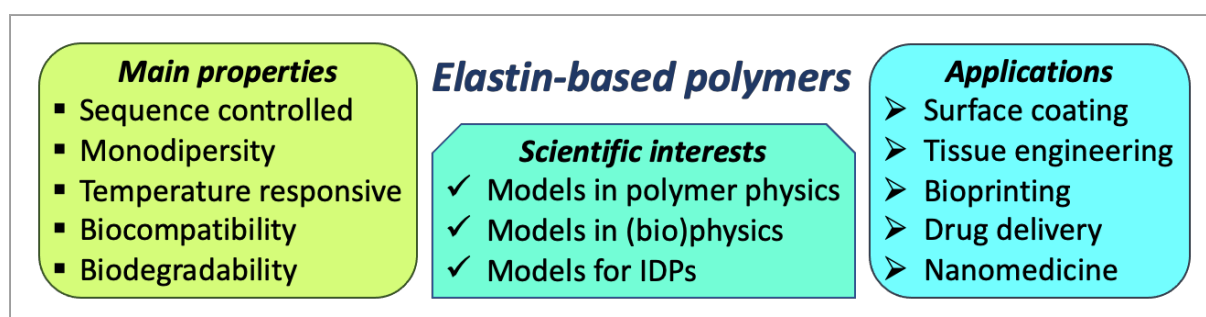 Main properties
▪ Sequence controlled
▪ Monodipersity
▪ Temperature responsive
▪ Biocompatibility
▪ Biodegradability
Elastin-based polymers
Scientific interests
✓ Models in polymer physics
✓ Models in (bio)physics
✓ Models for IDPs
Applications
➢ Surface coating
➢ Tissue engineering
➢ Bioprinting
➢ Drug delivery
➢ Nanomedicine